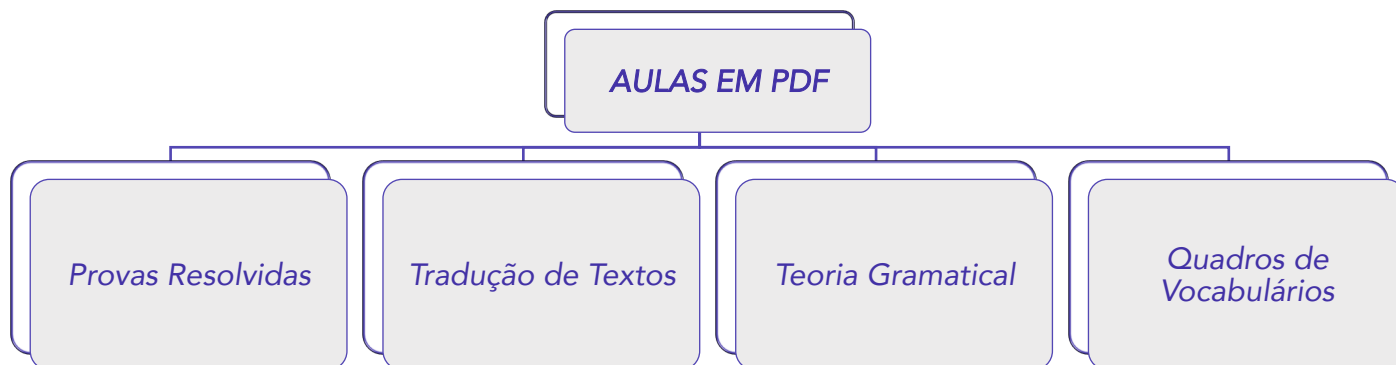 AULAS EM PDF
Provas Resolvidas
Tradução de Textos
Teoria Gramatical
Quadros de
Vocabulários